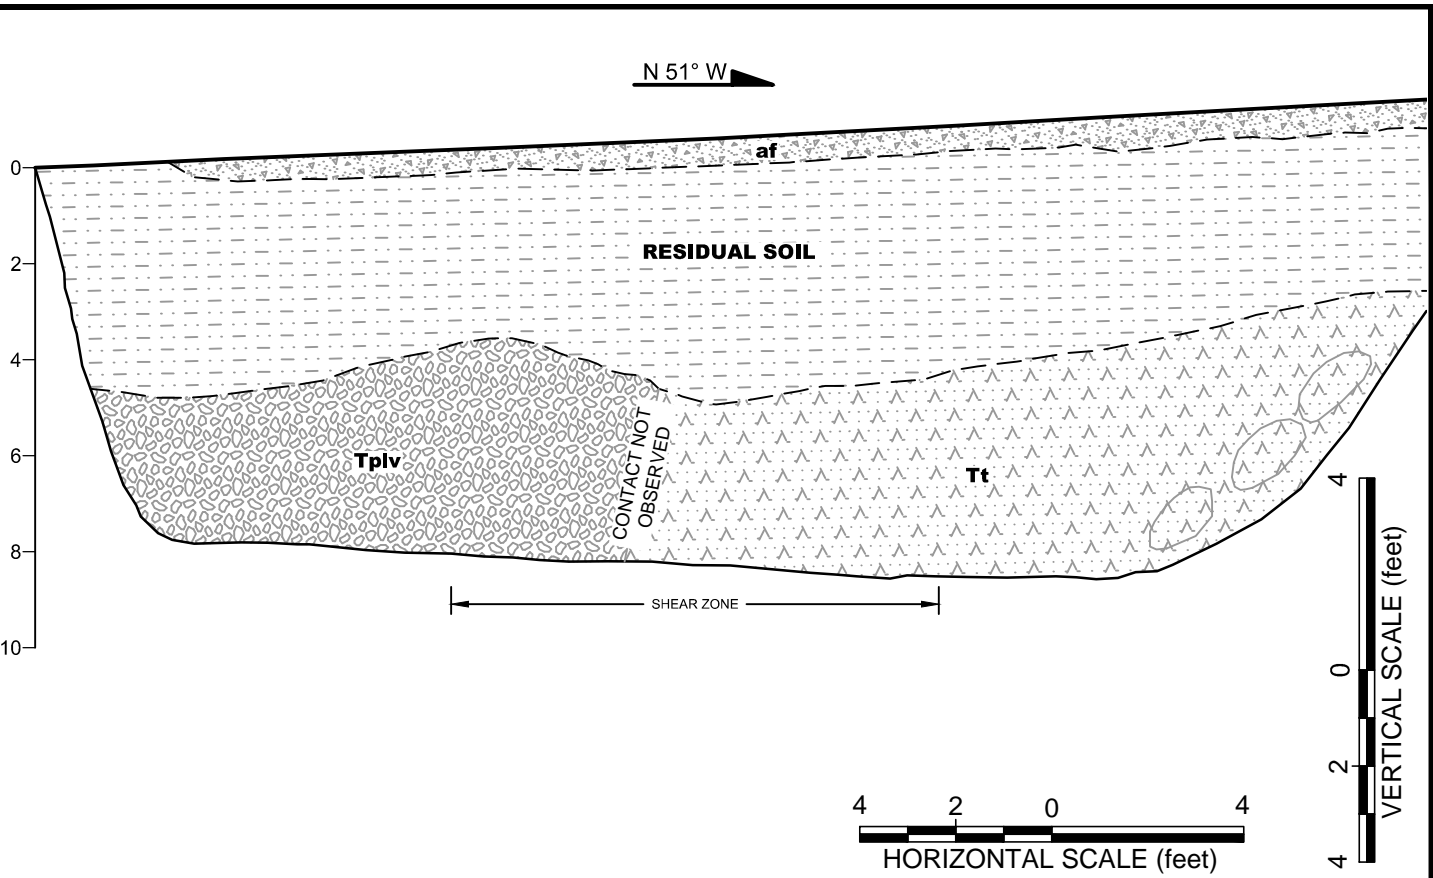 N 51° W
af
0
2
4
6
8
10
RESIDUAL SOIL
Tplv
CONTACT NOT
OBSERVED
Tt
SHEAR ZONE
4 2 0 4
HORIZONTAL SCALE (feet)
4
0
2
4
VERTICAL SCALE (feet)